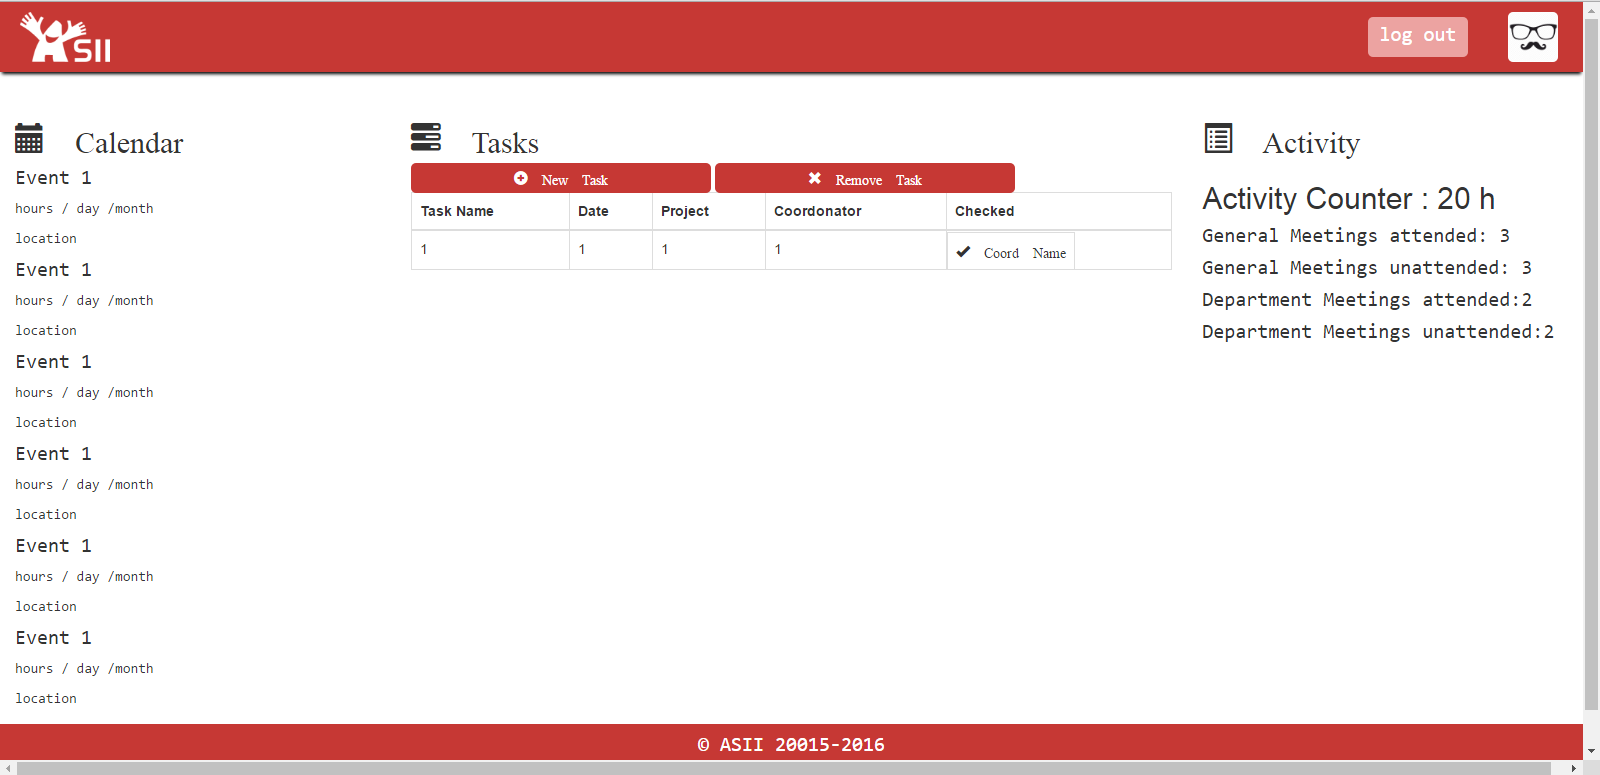 ASII
log out
Calendar
Event 1
hours / day /month
location
Event 1
hours / day /month
location
Event 1
hours / day /month
location
Event 1
hours / day /month
location
Event 1
hours / day /month
location
Event 1
hours / day /month
location
Tasks
New Task
Remove Task
Task Name Date Project Coordonator Checked
1 1 1 1 Coord Name
Activity
Activity Counter : 20 h
General Meetings attended: 3
General Meetings unattended: 3
Department Meetings attended:2
Department Meetings unattended:2
© ASII 20015-2016